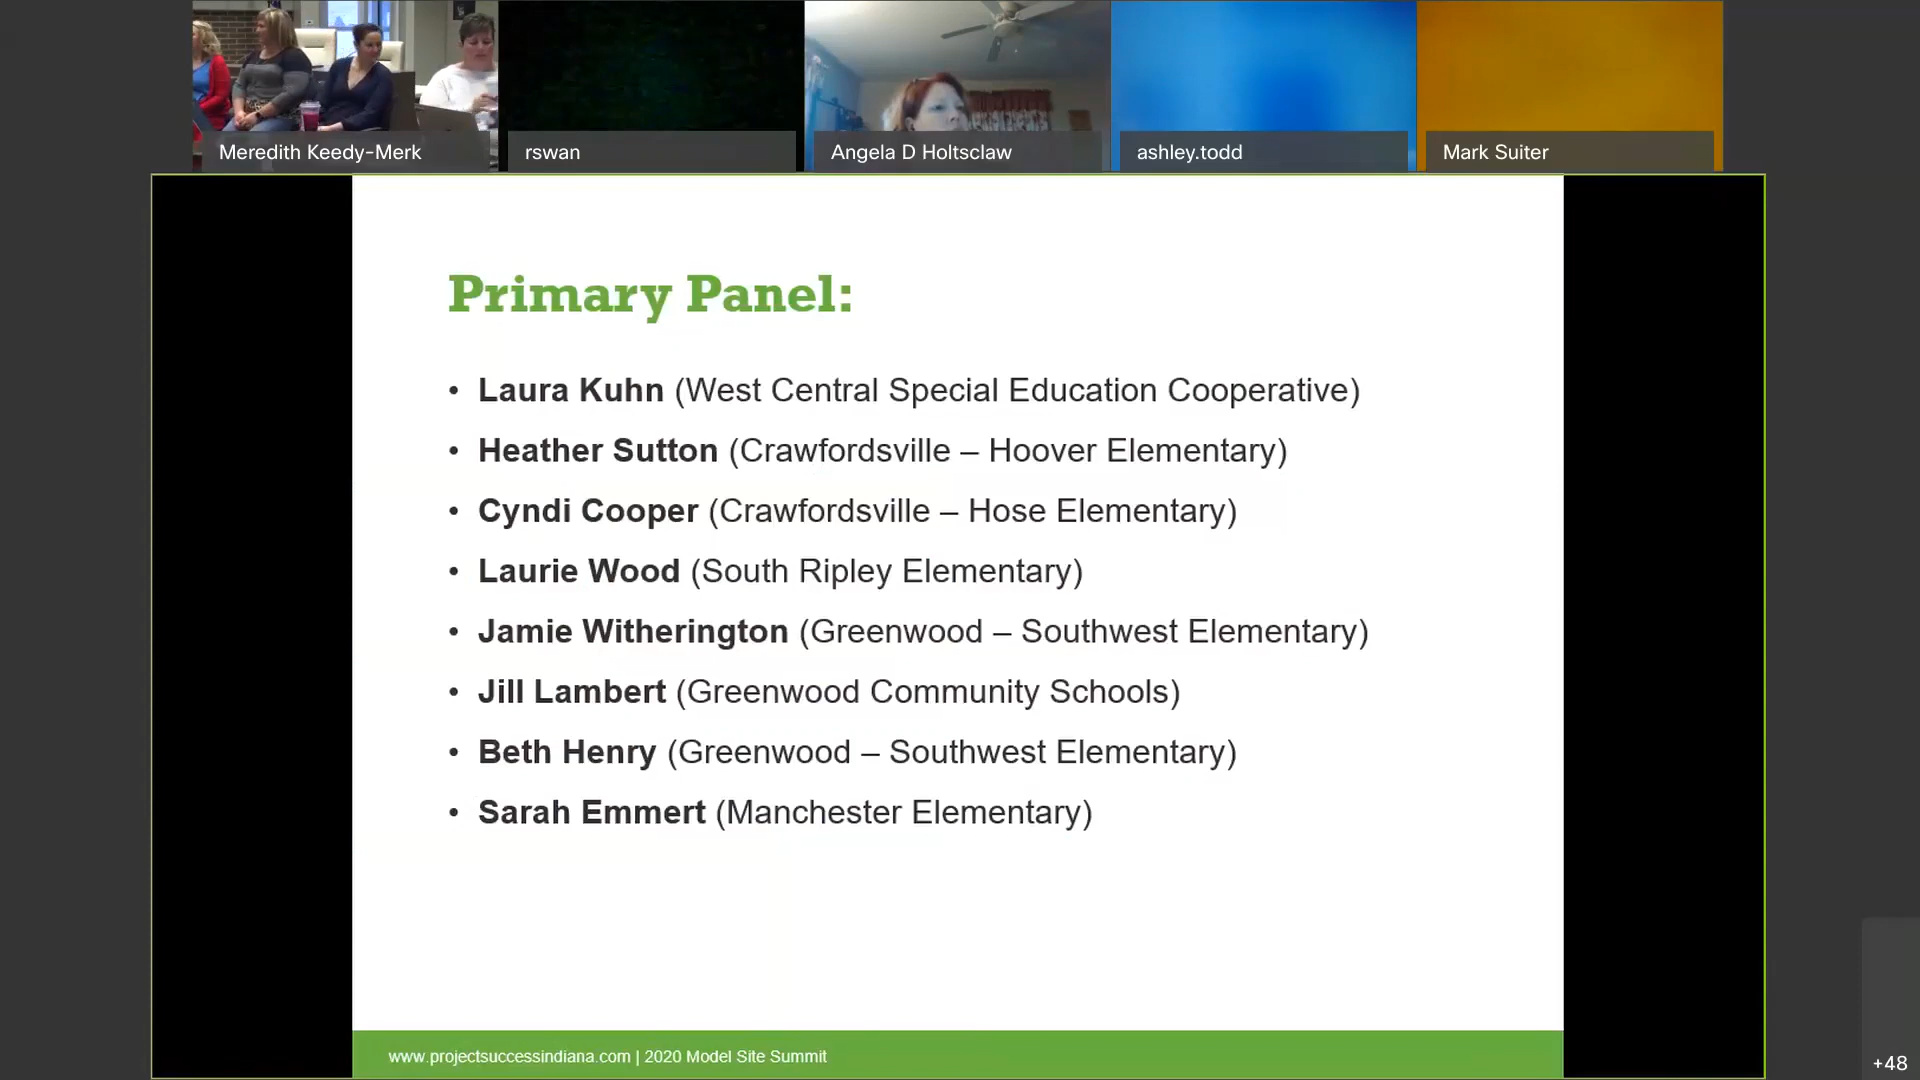 Meredith Keedy-Merk
rswan
Angela D Holtsclaw
ashley.todd
Mark Suiter
Primary Panel:
• Laura Kuhn (West Central Special Education Cooperative)
• Heather Sutton (Crawfordsville – Hoover Elementary)
• Cyndi Cooper (Crawfordsville – Hose Elementary)
• Laurie Wood (South Ripley Elementary)
• Jamie Witherington (Greenwood – Southwest Elementary)
• Jill Lambert (Greenwood Community Schools)
• Beth Henry (Greenwood – Southwest Elementary)
• Sarah Emmert (Manchester Elementary)
www.projectsuccessindiana.com | 2020 Model Site Summit
+48